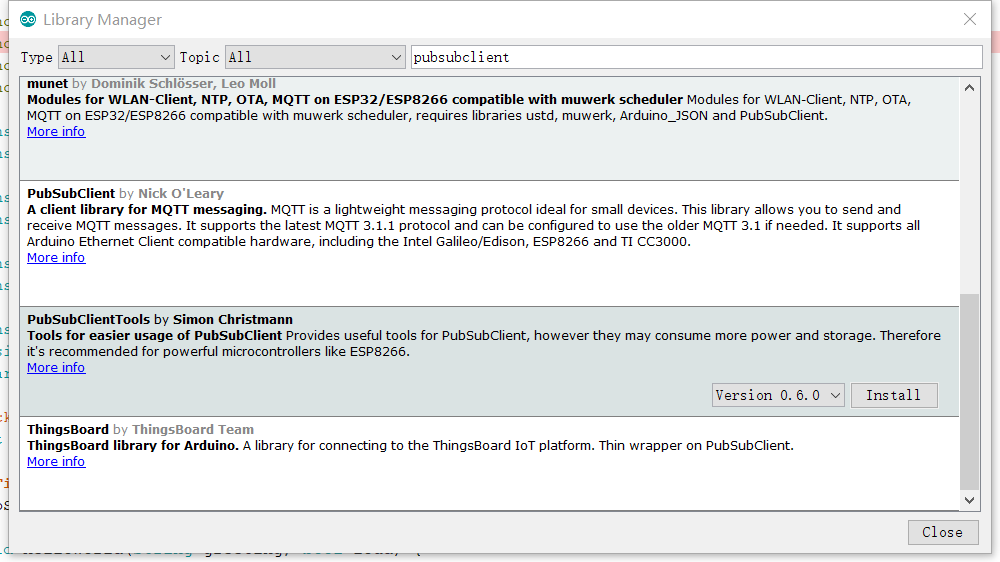 Library Manager
Type All Topic All pubsubclient
munet by Dominik Schlösser, Leo Moll
Modules for WLAN-Client, NTP, OTA, MQTT on ESP32/ESP8266 compatible with muwerk scheduler Modules for WLAN-Client, NTP, OTA,
MQTT on ESP32/ESP8266 compatible with muwerk scheduler, requires libraries ustd, muwerk, Arduino_JSON and PubSubClient.
More info
PubSubClient by Nick O'Leary
A client library for MQTT messaging. MQTT is a lightweight messaging protocol ideal for small devices. This library allows you to send and
receive MQTT messages. It supports the latest MQTT 3.1.1 protocol and can be configured to use the older MQTT 3.1 if needed. It supports all
Arduino Ethernet Client compatible hardware, including the Intel Galileo/Edison, ESP8266 and TI CC3000.
More info
PubSubClientTools by Simon Christmann
Tools for easier usage of PubSubClient Provides useful tools for PubSubClient, however they may consume more power and storage. Therefore
it's recommended for powerful microcontrollers like ESP8266.
More info
Version 0.6.0 Install
ThingsBoard by ThingsBoard Team
ThingsBoard library for Arduino. A library for connecting to the ThingsBoard IoT platform. Thin wrapper on PubSubClient.
More info
Close